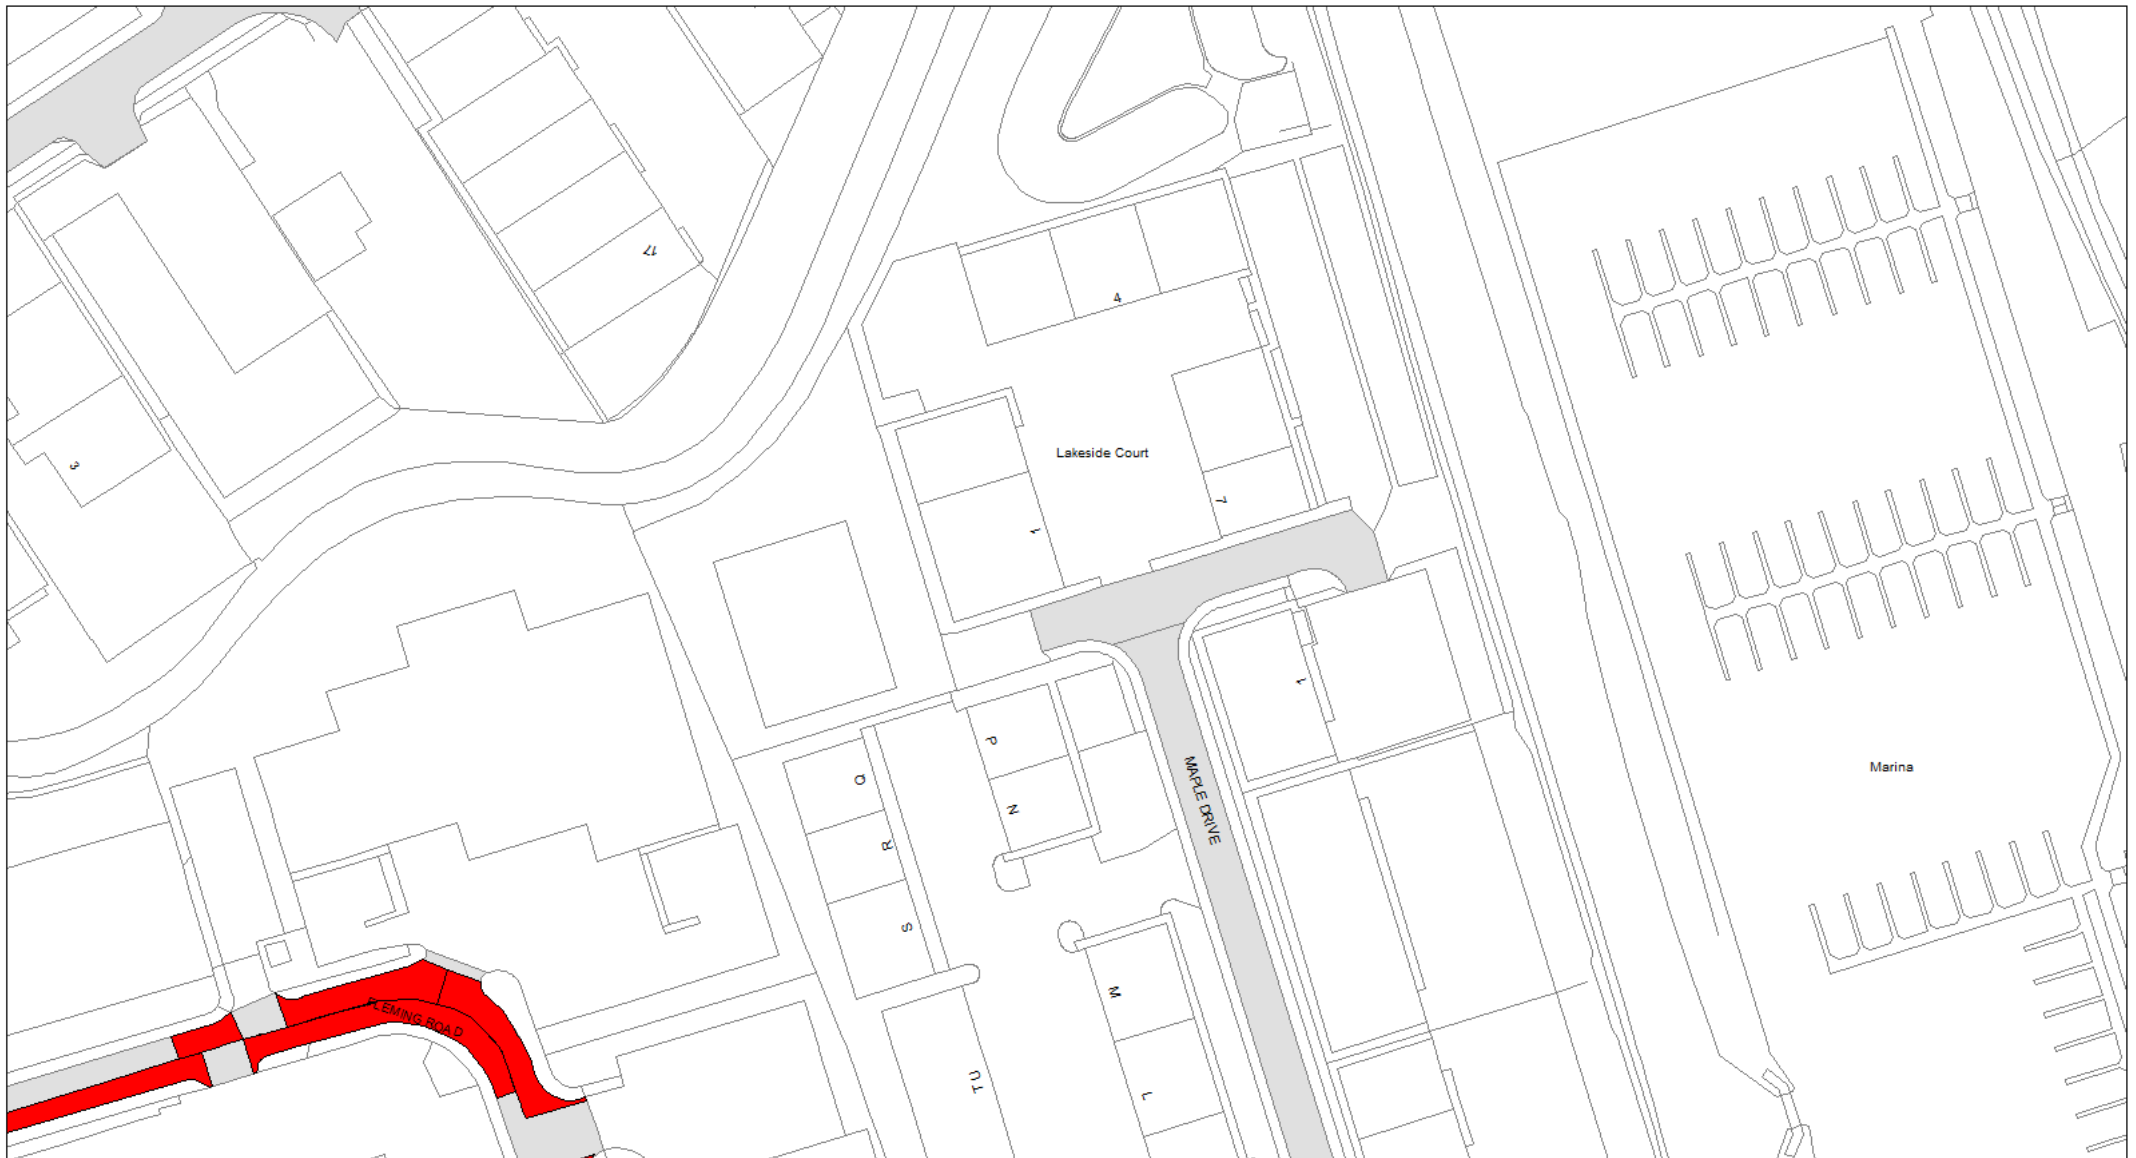 17
4
3
Lakeside Court
7
1
1
P
MAPLE DRIVE
Marina
Q
N
R
S
M
FLEMING ROAD
TU
L